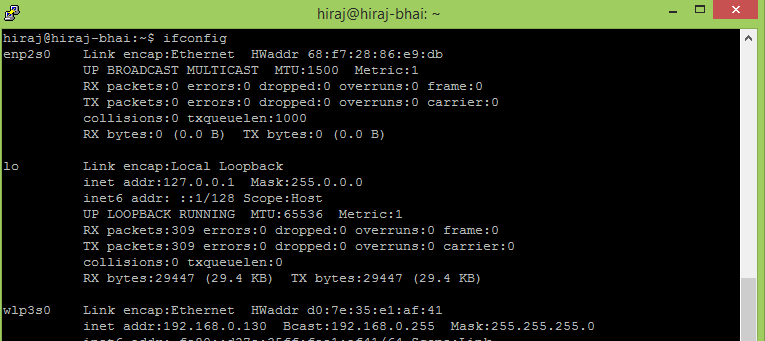 hiraj@hiraj-bhai: ~
hiraj@hiraj-bhai:~$ ifconfig
enp2s0    Link encap:Ethernet  HWaddr 68:f7:28:86:e9:db
          UP BROADCAST MULTICAST  MTU:1500  Metric:1
          RX packets:0 errors:0 dropped:0 overruns:0 frame:0
          TX packets:0 errors:0 dropped:0 overruns:0 carrier:0
          collisions:0 txqueuelen:1000
          RX bytes:0 (0.0 B)  TX bytes:0 (0.0 B)
lo        Link encap:Local Loopback
          inet addr:127.0.0.1  Mask:255.0.0.0
          inet6 addr: ::1/128 Scope:Host
          UP LOOPBACK RUNNING  MTU:65536  Metric:1
          RX packets:309 errors:0 dropped:0 overruns:0 frame:0
          TX packets:309 errors:0 dropped:0 overruns:0 carrier:0
          collisions:0 txqueuelen:0
          RX bytes:29447 (29.4 KB)  TX bytes:29447 (29.4 KB)
wlp3s0    Link encap:Ethernet  HWaddr d0:7e:35:e1:af:41
          inet addr:192.168.0.130  Bcast:192.168.0.255  Mask:255.255.255.0